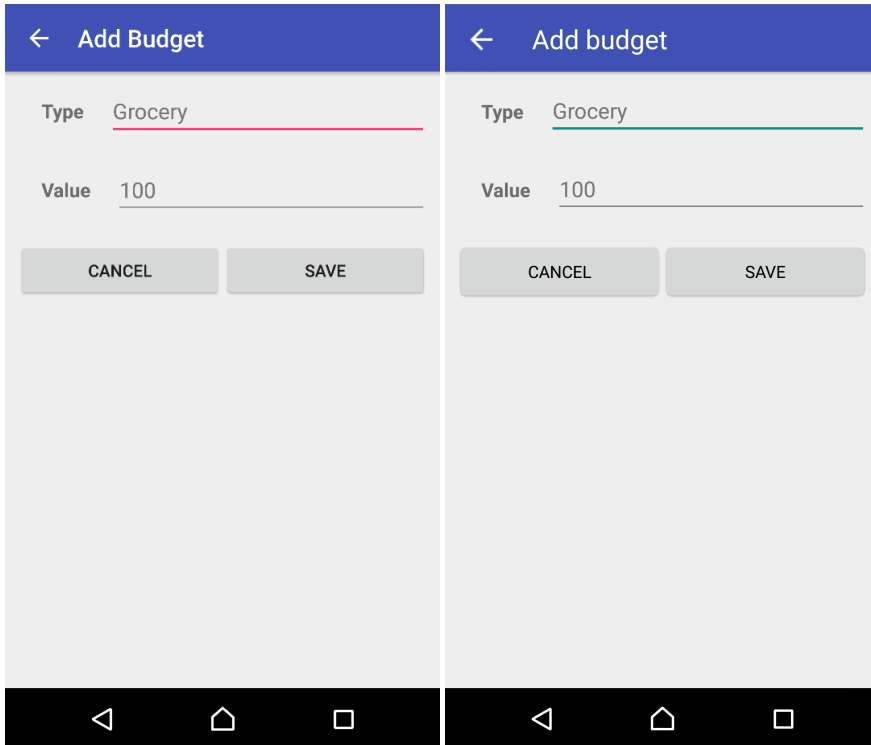 Add Budget
Type Grocery
Value 100
CANCEL SAVE
Add budget
Type Grocery
Value 100
CANCEL SAVE